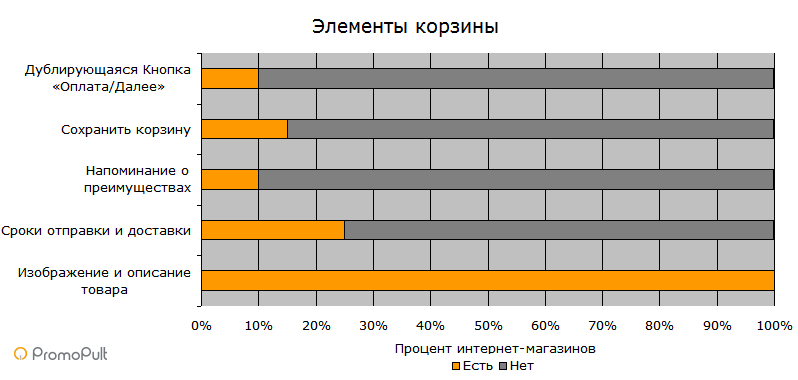 Элементы корзины
Дублирующаяся Кнопка
«Оплата/Далее»
Сохранить корзину
Напоминание о
преимуществах
Сроки отправки и доставки
Изображение и описание
товара
0% 10% 20% 30% 40% 50% 60% 70% 80% 90% 100%
Процент интернет-магазинов
Есть Нет
PromoPult